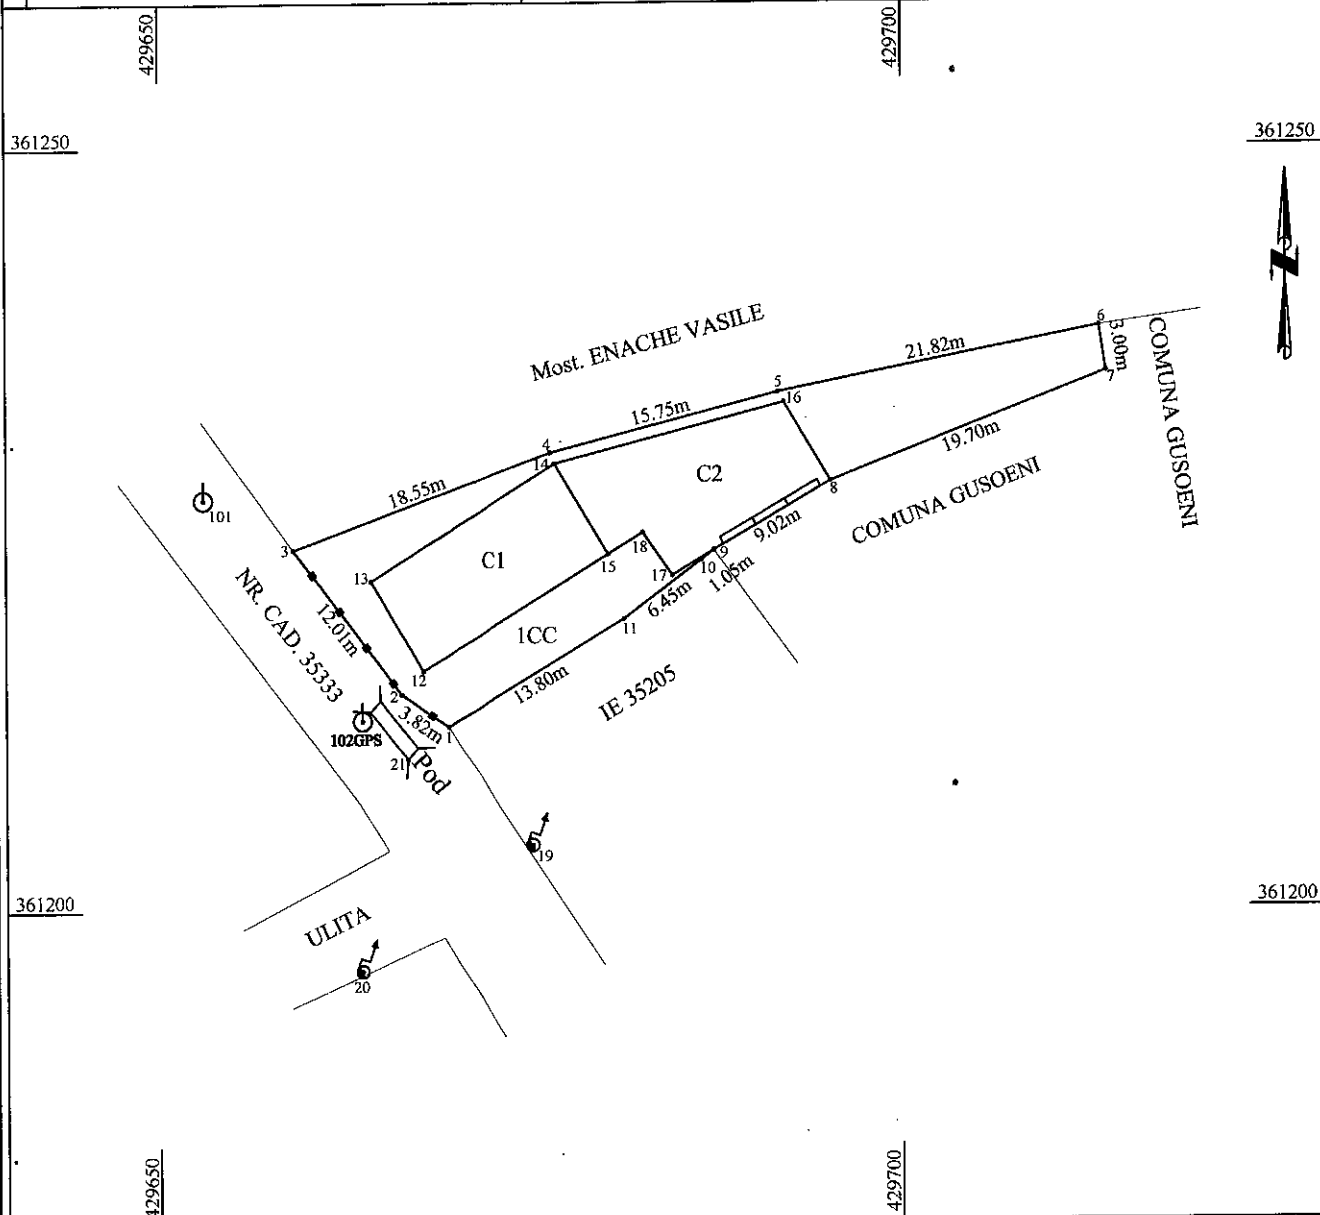 429650
429700
361250
361250
Most. ENACHE VASILE
6
3.00m
COMUNA GUSOENI
21.82m
7
5
16
15.75m
4
14
19.70m
C2
18.55m
8
COMUNA GUSOENI
101
9.02m
3
C1
18
9
15
10
1.05m
13
17
6.45m
NR. CAD. 35333
12.01m
11
1CC
12
13.80m
IE 35205
2
3.82m
1
102GPS
21
Pod
19
361200
361200
ULITA
20
429650
429700
N